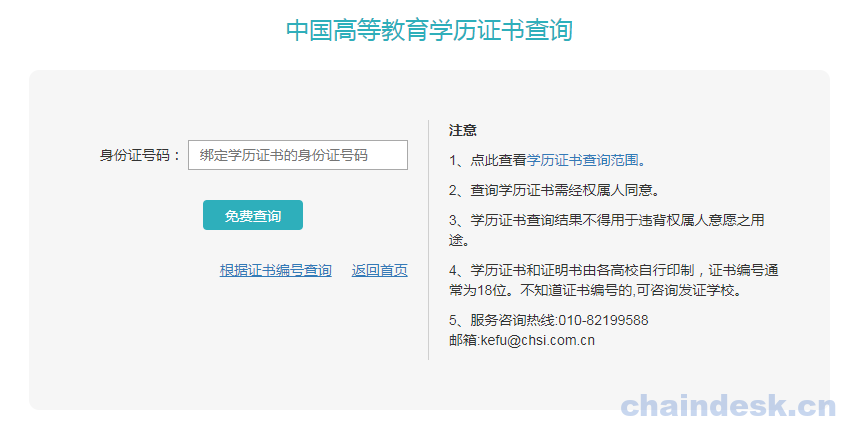 中国高等教育学历证书查询
身份证号码：
绑定学历证书的身份证号码
免费查询
根据证书编号查询 返回首页
注意
1、点此查看学历证书查询范围。
2、查询学历证书需经权属人同意。
3、学历证书查询结果不得用于违背权属人意愿之用
途。
4、学历证书和证明书由各高校自行印制，证书编号通
常为18位。不知道证书编号的,可咨询发证学校。
5、服务咨询热线:010-82199588
邮箱:kefu@chsi.com.cn
chaindesk.cn